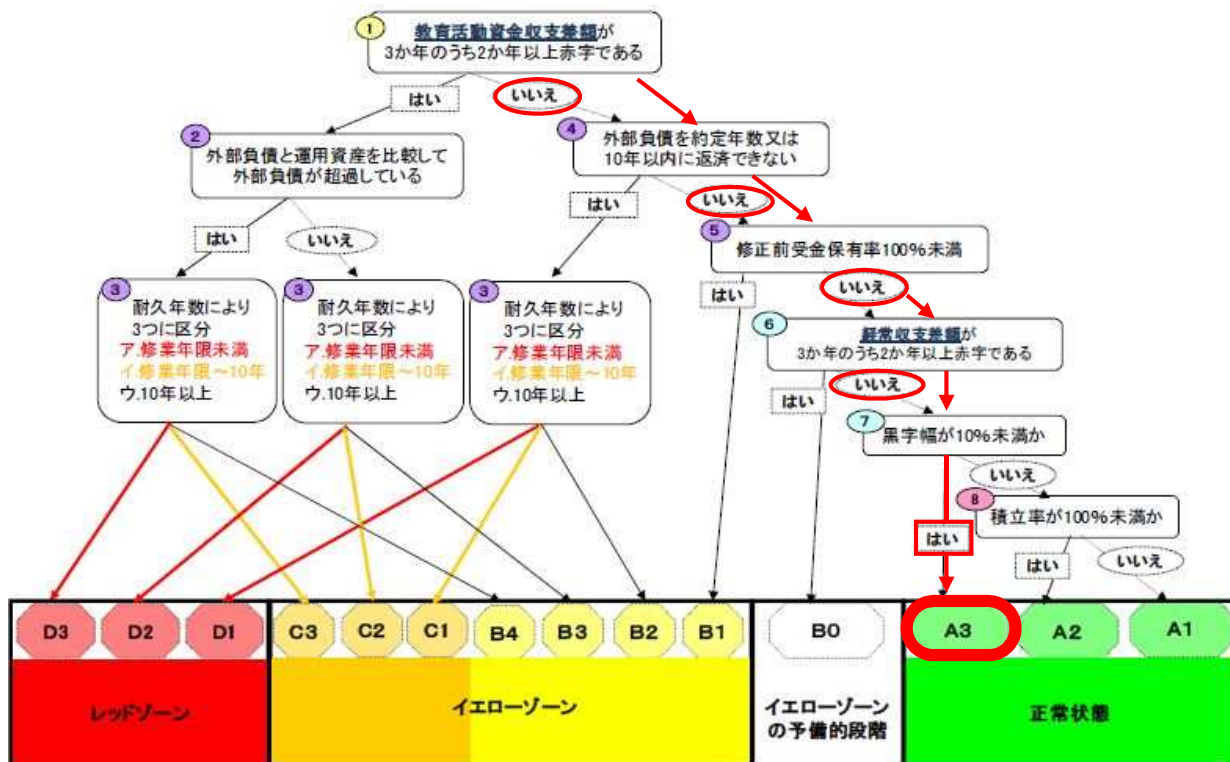 1
教育活動資金収支差額が
3か年のうち2か年以上赤字である
はい
いいえ
2
外部負債と運用資産を比較して
外部負債が超過している
4
外部負債を約定年数又は
10年以内に返済できない
はい
いいえ
はい
いいえ
5
修正前受金保有率100%未満
はい
いいえ
3
耐久年数により
3つに区分
ア.修業年限未満
イ.修業年限～10年
ウ.10年以上
3
耐久年数により
3つに区分
ア.修業年限未満
イ.修業年限～10年
ウ.10年以上
3
耐久年数により
3つに区分
ア.修業年限未満
イ.修業年限～10年
ウ.10年以上
6
経常収支差額が
3か年のうち2か年以上赤字である
はい
いいえ
7
黒字幅が10%未満か
はい
いいえ
8
積立率が100%未満か
はい
いいえ
D3
D2
D1
C3
C2
C1
B4
B3
B2
B1
B0
A3
A2
A1
レッドゾーン
イエローゾーン
イエローゾーン
の予備的段階
正常状態